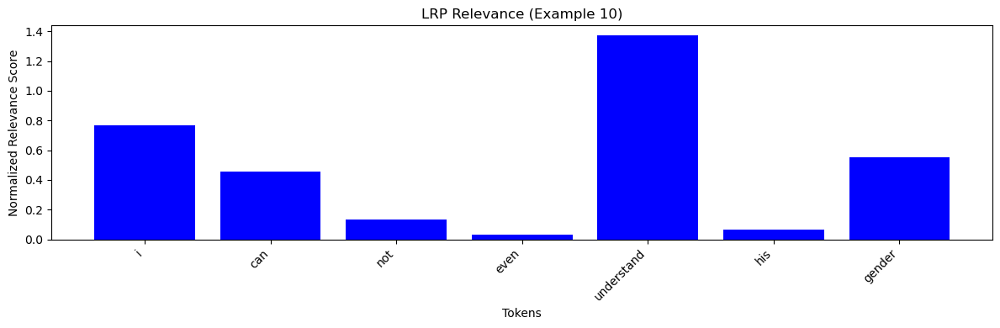 LRP Relevance (Example 10)
Normalized Relevance Score
1.4
1.2
1.0
0.8
0.6
0.4
0.2
0.0
i
can
not
even
understand
his
gender
Tokens